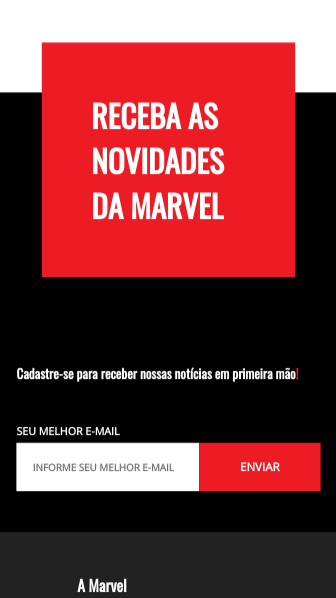 RECEBA AS
NOVIDADES
DA MARVEL
Cadastre-se para receber nossas notícias em primeira mão!
SEU MELHOR E-MAIL
INFORME SEU MELHOR E-MAIL
ENVIAR
A Marvel